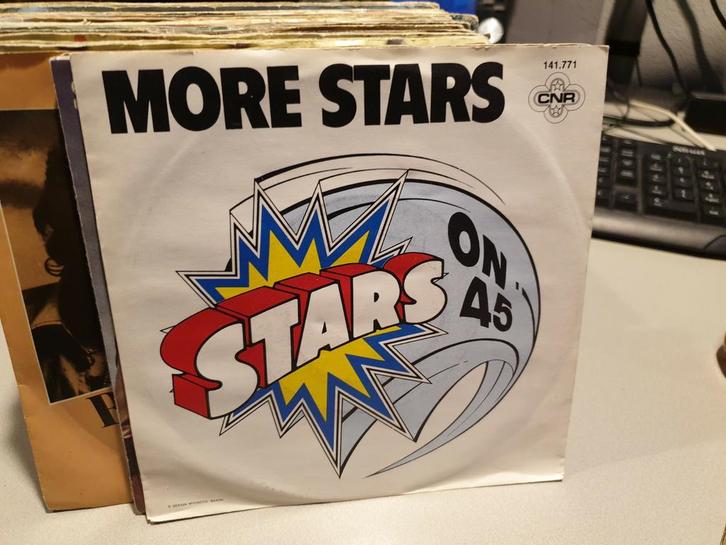 MORE STARS
141.771
CNR
STARS
ON
45